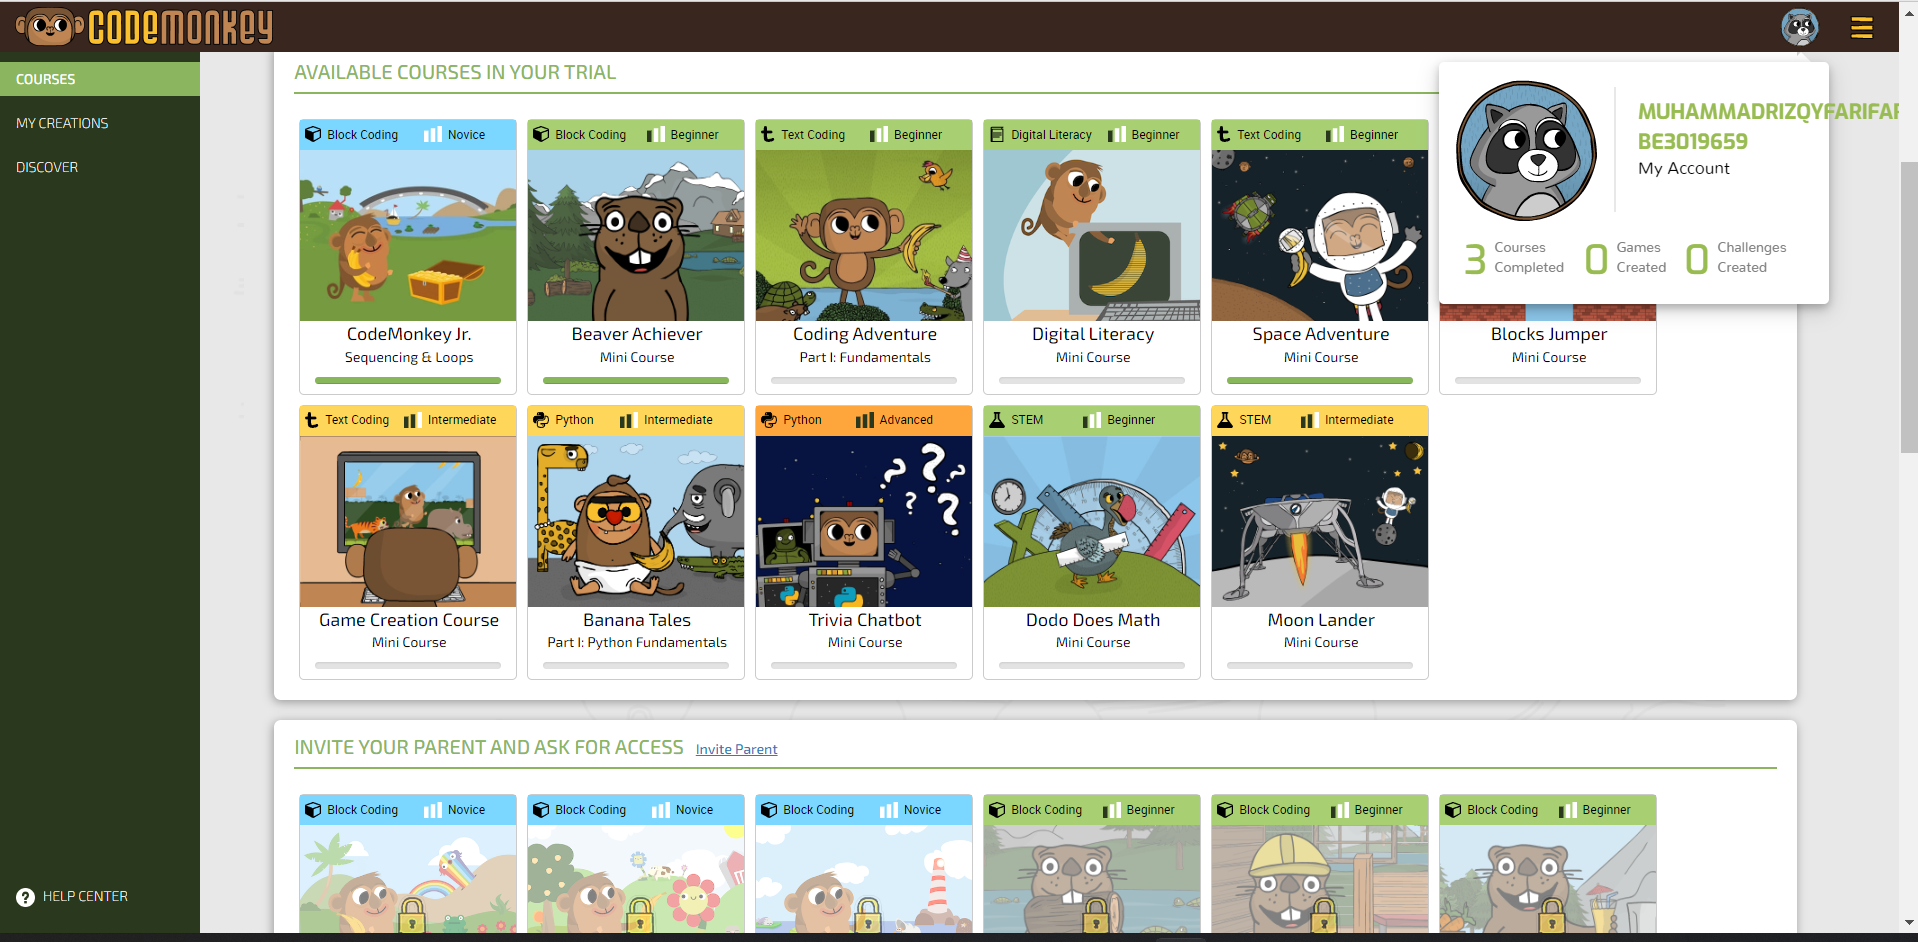 CODEMONKEY
COURSES
MY CREATIONS
DISCOVER
HELP CENTER
AVAILABLE COURSES IN YOUR TRIAL
MUHAMMADRIZQYFARIFAF
BE3019659
My Account
3 Courses Completed
0 Games Created
0 Challenges Created
Block Coding Novice
CodeMonkey Jr.
Sequencing & Loops
Block Coding Beginner
Beaver Achiever
Mini Course
Text Coding Beginner
Coding Adventure
Part I: Fundamentals
Digital Literacy Beginner
Digital Literacy
Mini Course
Text Coding Beginner
Space Adventure
Mini Course
Blocks Jumper
Mini Course
Text Coding Intermediate
Game Creation Course
Mini Course
Python Intermediate
Banana Tales
Part I: Python Fundamentals
Python Advanced
Trivia Chatbot
Mini Course
STEM Beginner
Dodo Does Math
Mini Course
STEM Intermediate
Moon Lander
Mini Course
INVITE YOUR PARENT AND ASK FOR ACCESS Invite Parent
Block Coding Novice
Block Coding Novice
Block Coding Novice
Block Coding Beginner
Block Coding Beginner
Block Coding Beginner